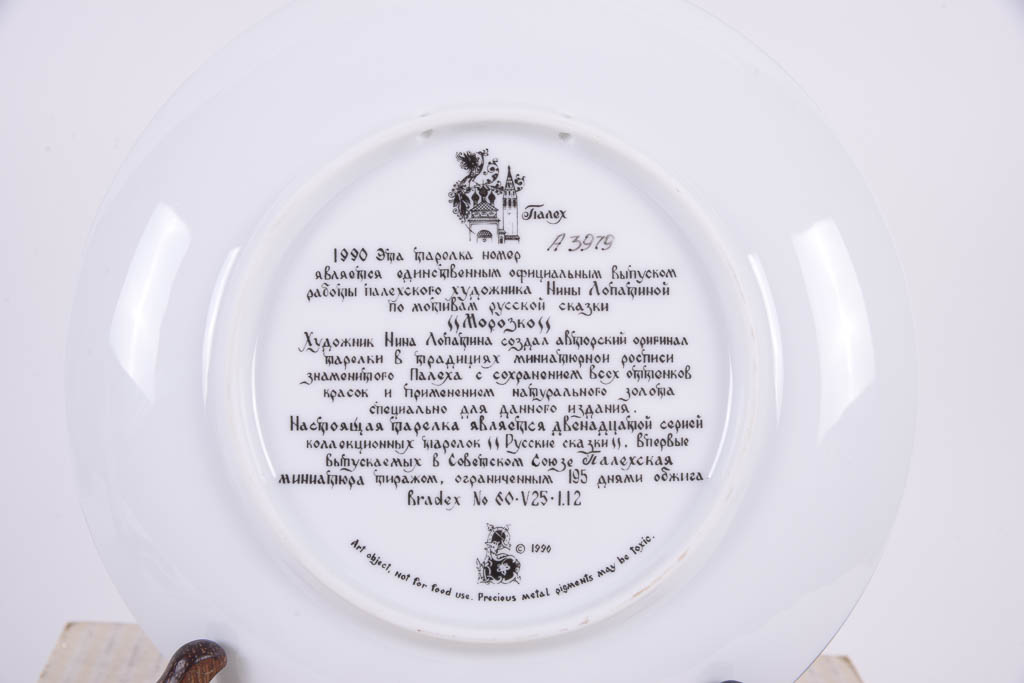 Палех
1990 Эта тарелка номер А 3979
является единственным официальным выпуском
работы палехского художника Нины Лопатиной
по мотивам русской сказки
"Морозко"
Художник Нина Лопатина создал авторский оригинал
тарелки в традициях миниатюрной росписи
знаменитого Палеха с сохранением всех оттенков
красок и применением натурального золота
специально для данного издания.
Настоящая тарелка является двенадцатой серией
коллекционных тарелок "Русские сказки". Впервые
выпускаемых в Советском Союзе Палехская
миниатюра тиражом, ограниченным 195 днями обжига
Bradex No 60·V25·1.12
© 1990
Art object, not for food use. Precious metal pigments may be toxic.